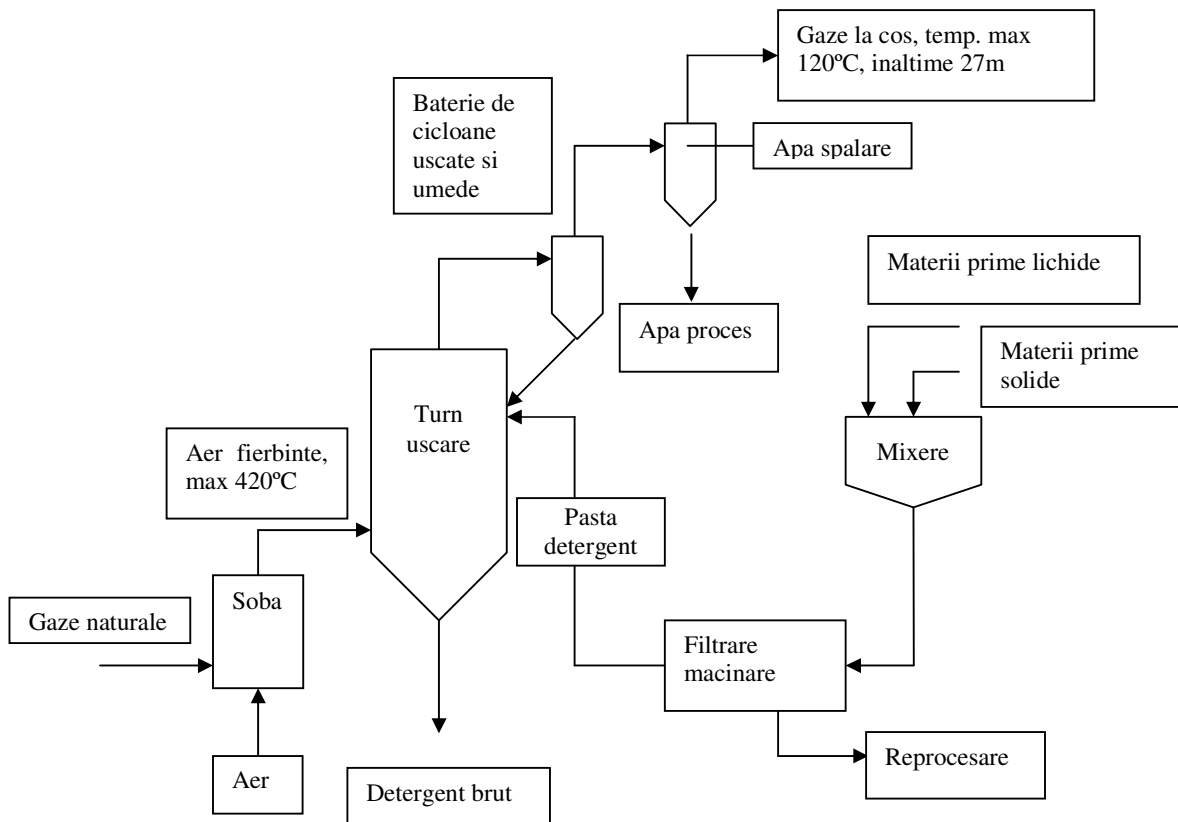 Gaze la cos, temp. max
120ºC, inaltime 27m
Baterie de
cicloane
uscate si
umede
Apa spalare
Materii prime lichide
Apa proces
Materii prime
solide
Turn
uscare
Mixere
Aer fierbinte,
max 420ºC
Pasta
detergent
Soba
Gaze naturale
Filtrare
macinare
Reprocesare
Aer
Detergent brut